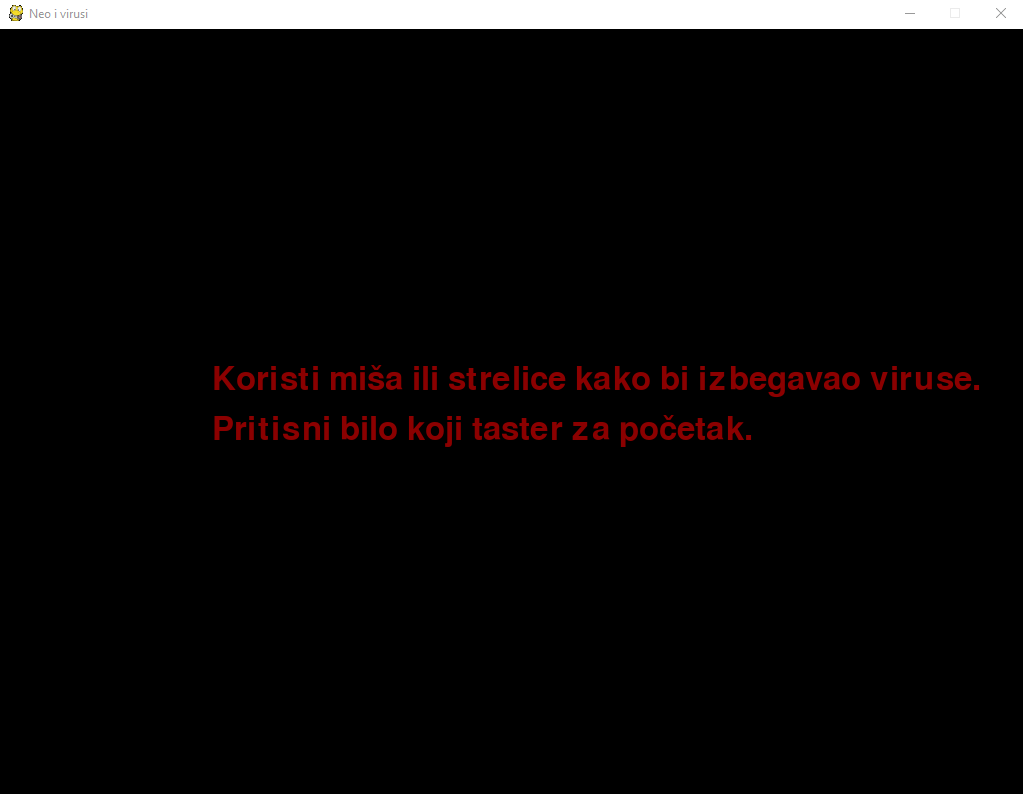 Neo i virusi
Koristi miša ili strelice kako bi izbegavao viruse.
Pritisni bilo koji taster za početak.